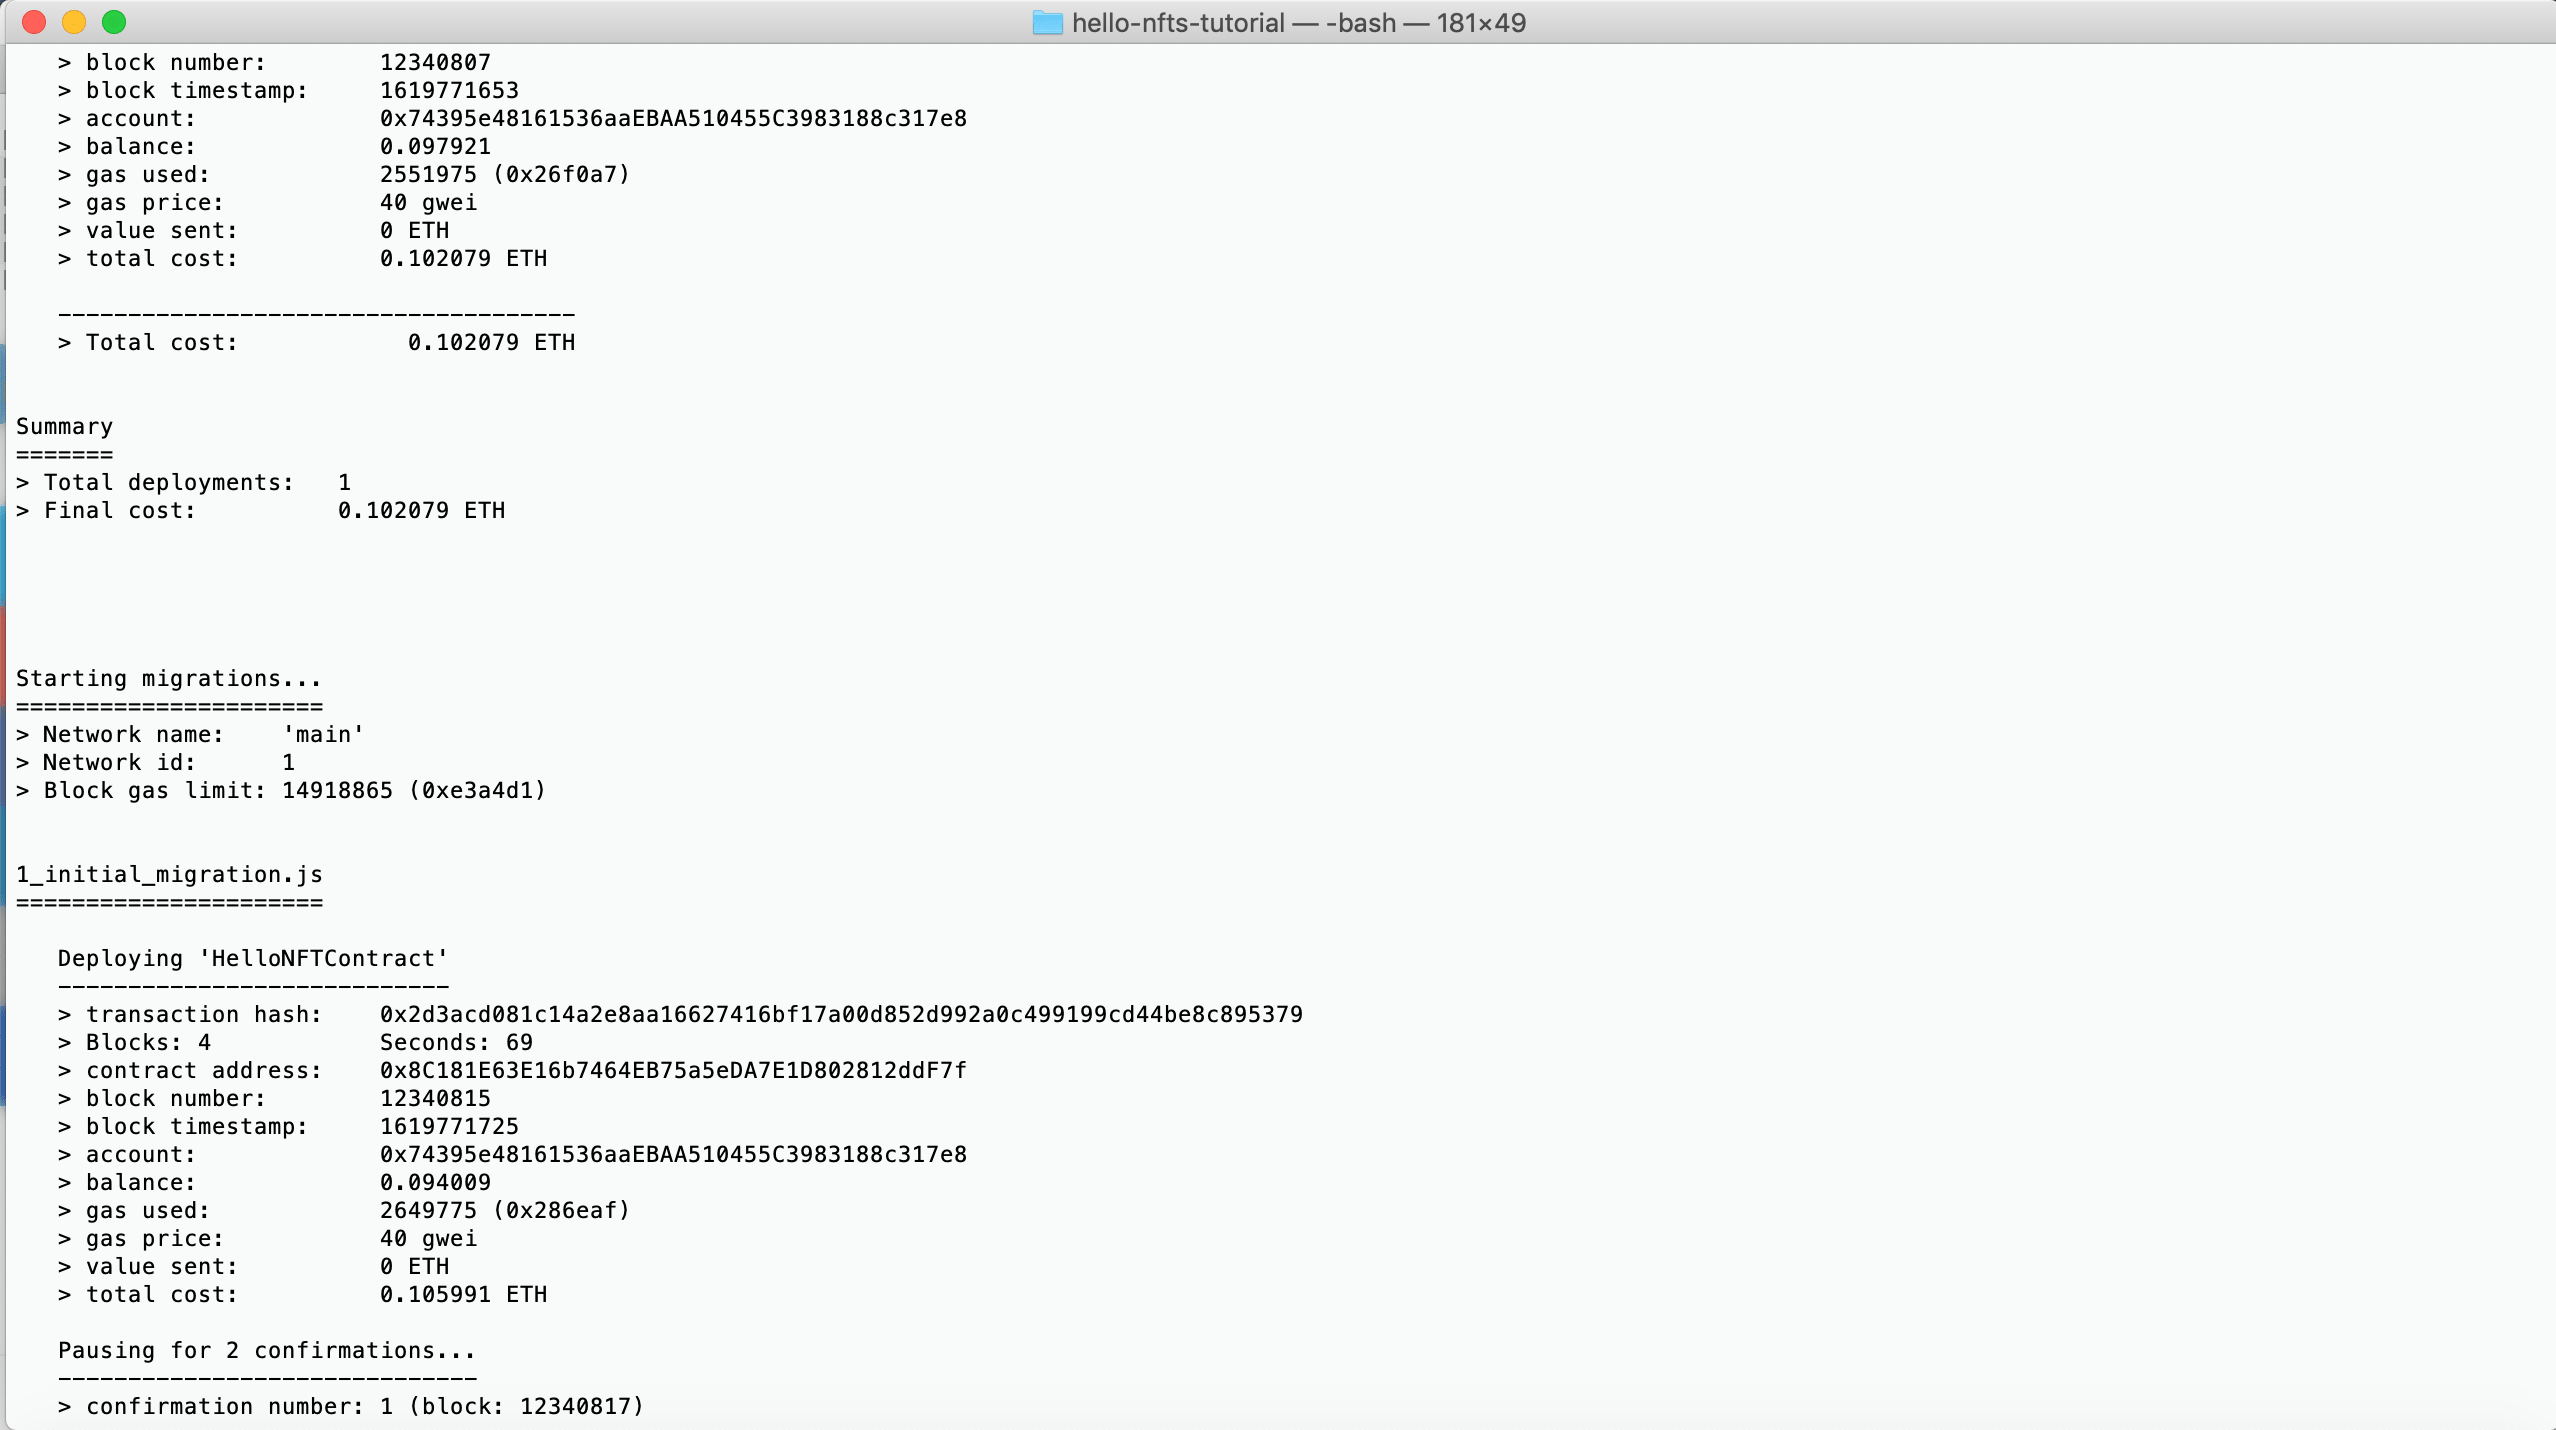 hello-nfts-tutorial — -bash — 181×49
> block number: 12340807
> block timestamp: 1619771653
> account: 0x74395e48161536aaEBAA510455C3983188c317e8
> balance: 0.097921
> gas used: 2551975 (0x26f0a7)
> gas price: 40 gwei
> value sent: 0 ETH
> total cost: 0.102079 ETH
-------------------------------------
> Total cost: 0.102079 ETH
Summary
=======
> Total deployments: 1
> Final cost: 0.102079 ETH
Starting migrations...
======================
> Network name: 'main'
> Network id: 1
> Block gas limit: 14918865 (0xe3a4d1)
1_initial_migration.js
======================
Deploying 'HelloNFTContract'
----------------------------
> transaction hash: 0x2d3acd081c14a2e8aa16627416bf17a00d852d992a0c499199cd44be8c895379
> Blocks: 4 Seconds: 69
> contract address: 0x8C181E63E16b7464EB75a5eDA7E1D802812ddF7f
> block number: 12340815
> block timestamp: 1619771725
> account: 0x74395e48161536aaEBAA510455C3983188c317e8
> balance: 0.094009
> gas used: 2649775 (0x286eaf)
> gas price: 40 gwei
> value sent: 0 ETH
> total cost: 0.105991 ETH
Pausing for 2 confirmations...
------------------------------
> confirmation number: 1 (block: 12340817)